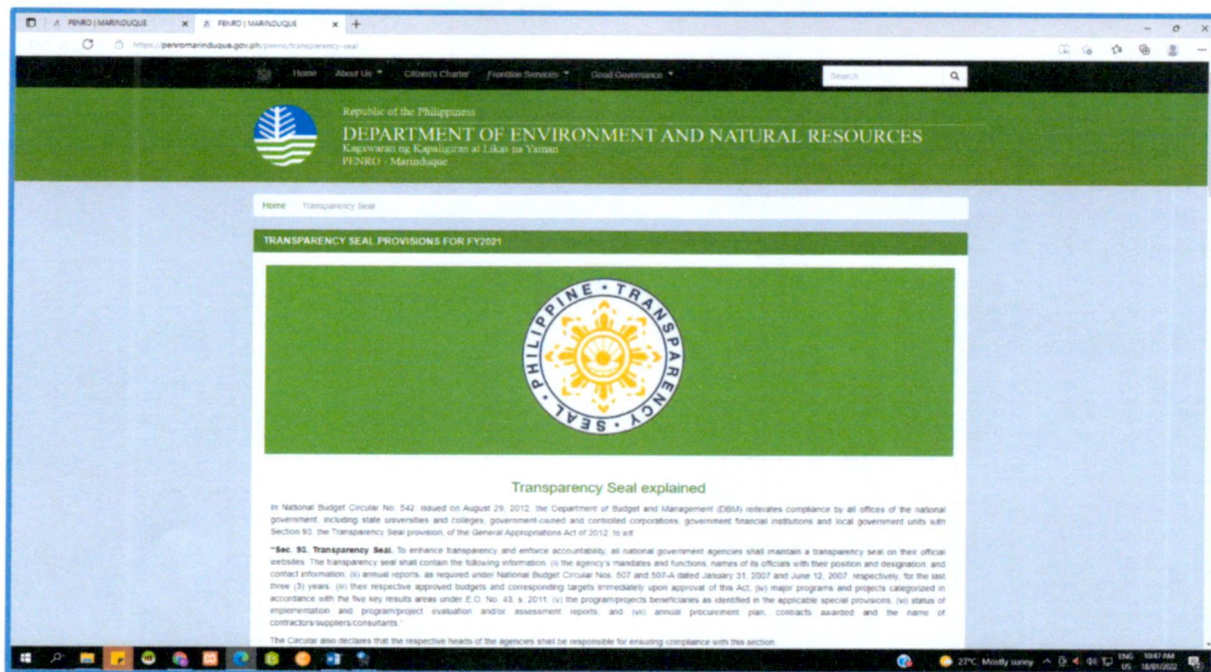 PENRO | MARINDUQUE
PENRO | MARINDUQUE
https://penromarinduque.gov.ph/penro/transparency-seal
Home About Us Citizen's Charter Frontline Services Good Governance Search
Republic of the Philippiness
DEPARTMENT OF ENVIRONMENT AND NATURAL RESOURCES
Kagawaran ng Kapaligiran at Likas na Yaman
PENRO - Marinduque
Home / Transparency Seal
TRANSPARENCY SEAL PROVISIONS FOR FY2021
PHILIPPINE • TRANSPARENCY • SEAL •
Transparency Seal explained
In National Budget Circular No. 542, issued on August 29, 2012, the Department of Budget and Management (DBM) reiterates compliance by all offices of the national
government, including state universities and colleges, government-owned and controlled corporations, government financial institutions and local government units with
Section 93, the Transparency Seal provision, of the General Appropriations Act of 2012, to wit
"Sec. 93. Transparency Seal. To enhance transparency and enforce accountability, all national government agencies shall maintain a transparency seal on their official
websites. The transparency seal shall contain the following information: (i) the agency's mandates and functions, names of its officials with their position and designation, and
contact information; (ii) annual reports, as required under National Budget Circular Nos. 507 and 507-A dated January 31, 2007 and June 12, 2007, respectively, for the last
three (3) years; (iii) their respective approved budgets and corresponding targets immediately upon approval of this Act; (iv) major programs and projects categorized in
accordance with the five key results areas under E.O. No. 43, s. 2011; (v) the program/projects beneficiaries as identified in the applicable special provisions; (vi) status of
implementation and program/project evaluation and/or assessment reports; and (vii) annual procurement plan, contracts awarded and the name of
contractors/suppliers/consultants."
The Circular also declares that the respective heads of the agencies shall be responsible for ensuring compliance with this section.
27°C Mostly sunny
ENG
US
10:47 AM
18/01/2022